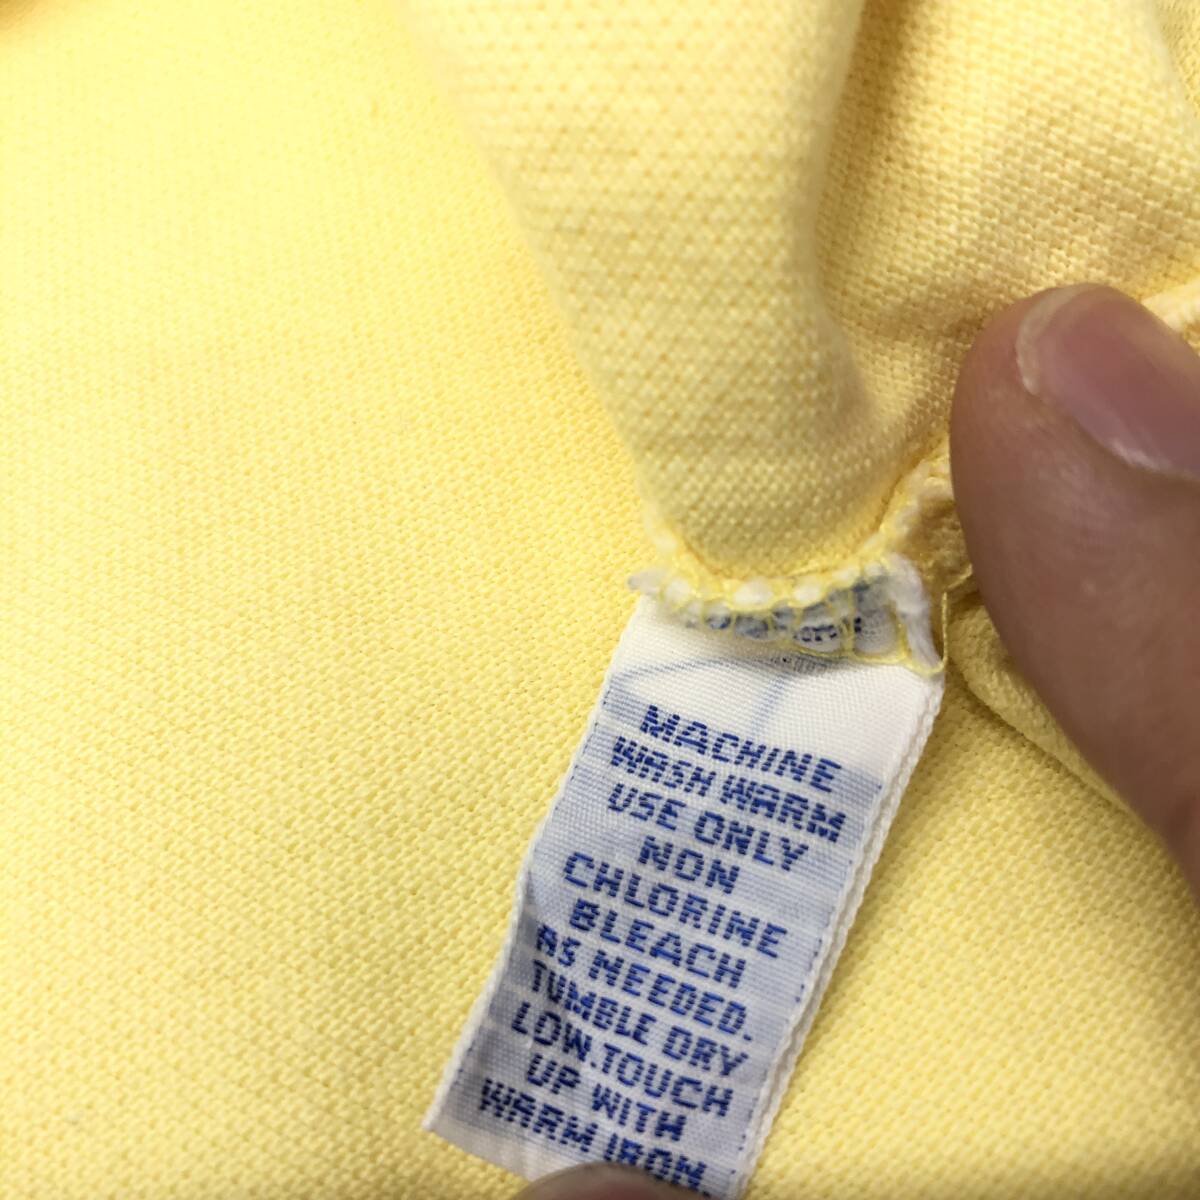 MACHINE
WASH WARM
USE ONLY
NON
CHLORINE
BLEACH
AS NEEDED.
TUMBLE DRY
LOW.TOUCH
UP WITH
WARM IRON.